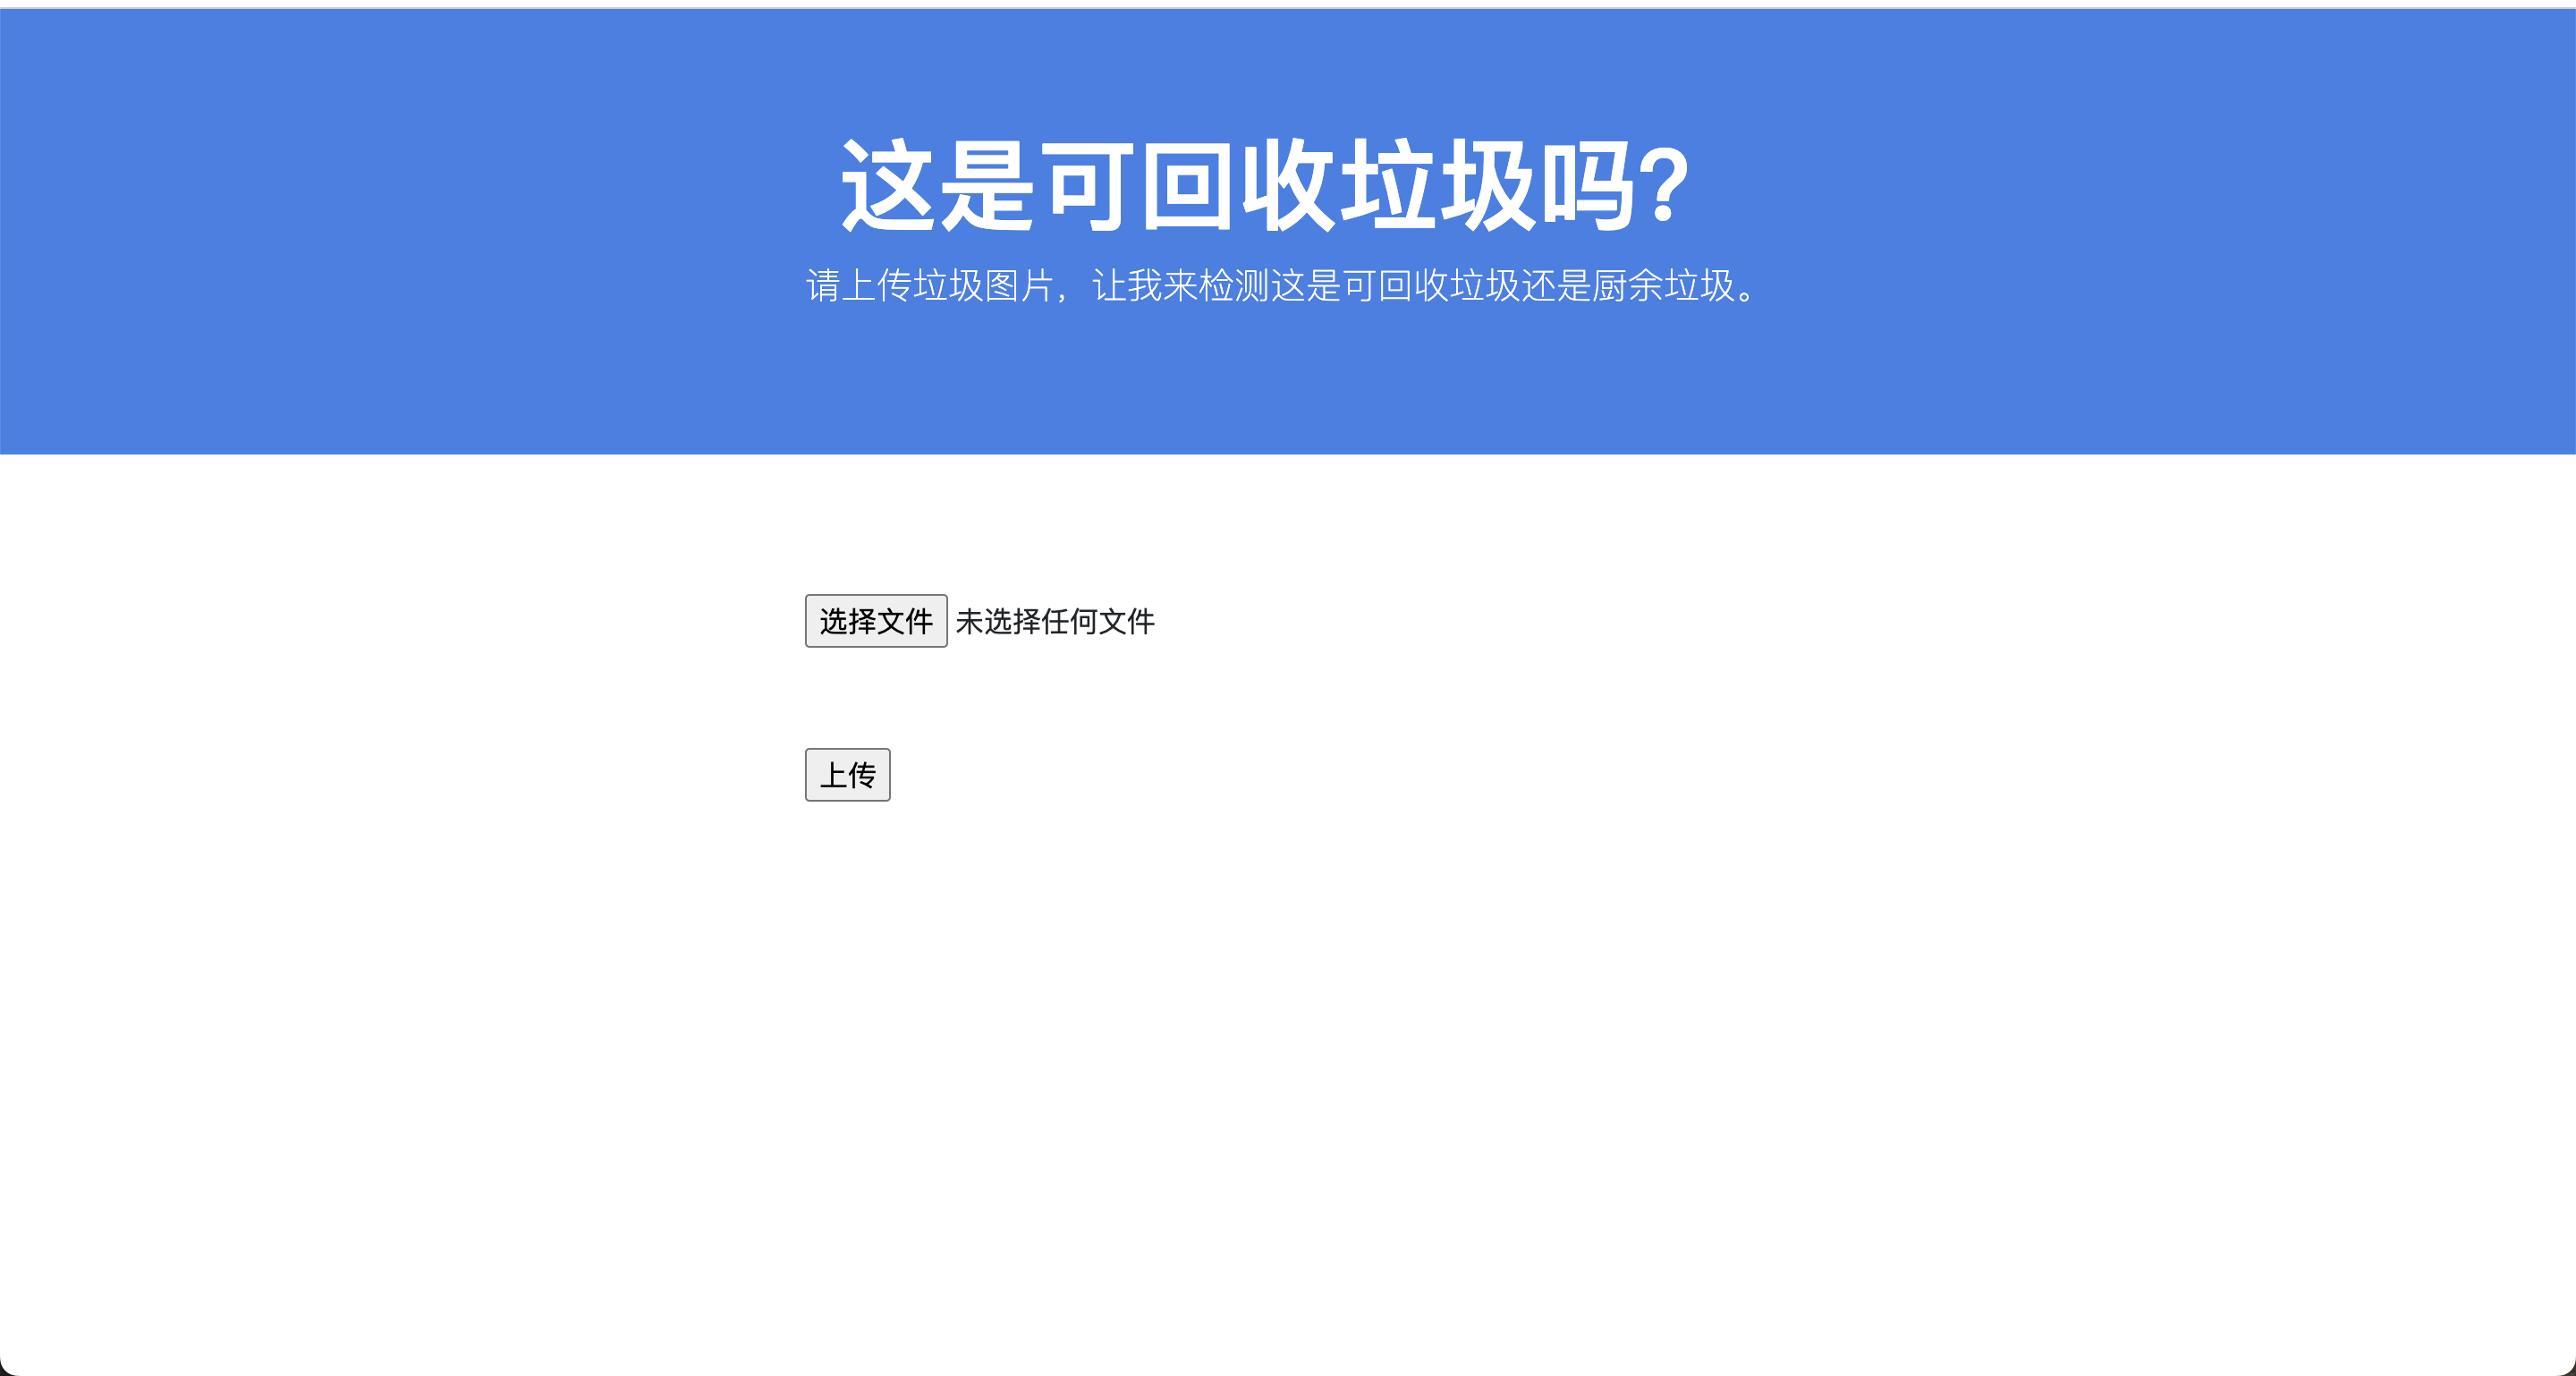 这是可回收垃圾吗?
请上传垃圾图片，让我来检测这是可回收垃圾还是厨余垃圾。
选择文件 未选择任何文件
上传